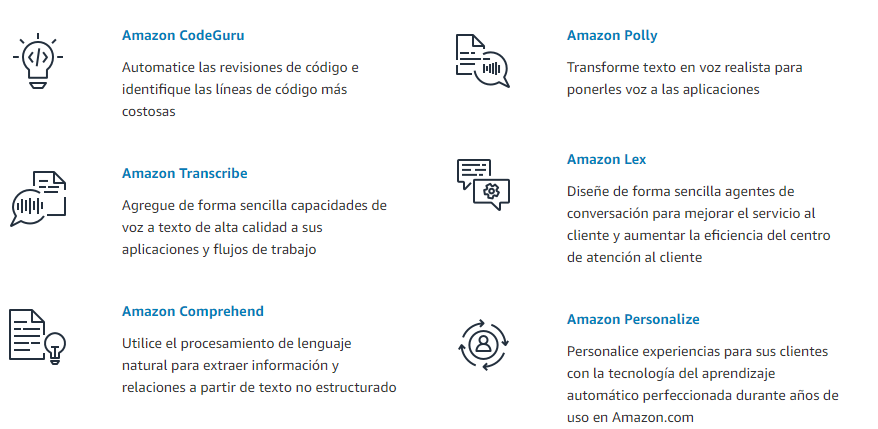 Amazon CodeGuru
Automatice las revisiones de código e
identifique las líneas de código más
costosas
Amazon Polly
Transforme texto en voz realista para
ponerles voz a las aplicaciones
Amazon Transcribe
Agregue de forma sencilla capacidades de
voz a texto de alta calidad a sus
aplicaciones y flujos de trabajo
Amazon Lex
Diseñe de forma sencilla agentes de
conversación para mejorar el servicio al
cliente y aumentar la eficiencia del centro
de atención al cliente
Amazon Comprehend
Utilice el procesamiento de lenguaje
natural para extraer información y
relaciones a partir de texto no estructurado
Amazon Personalize
Personalice experiencias para sus clientes
con la tecnología del aprendizaje
automático perfeccionada durante años de
uso en Amazon.com